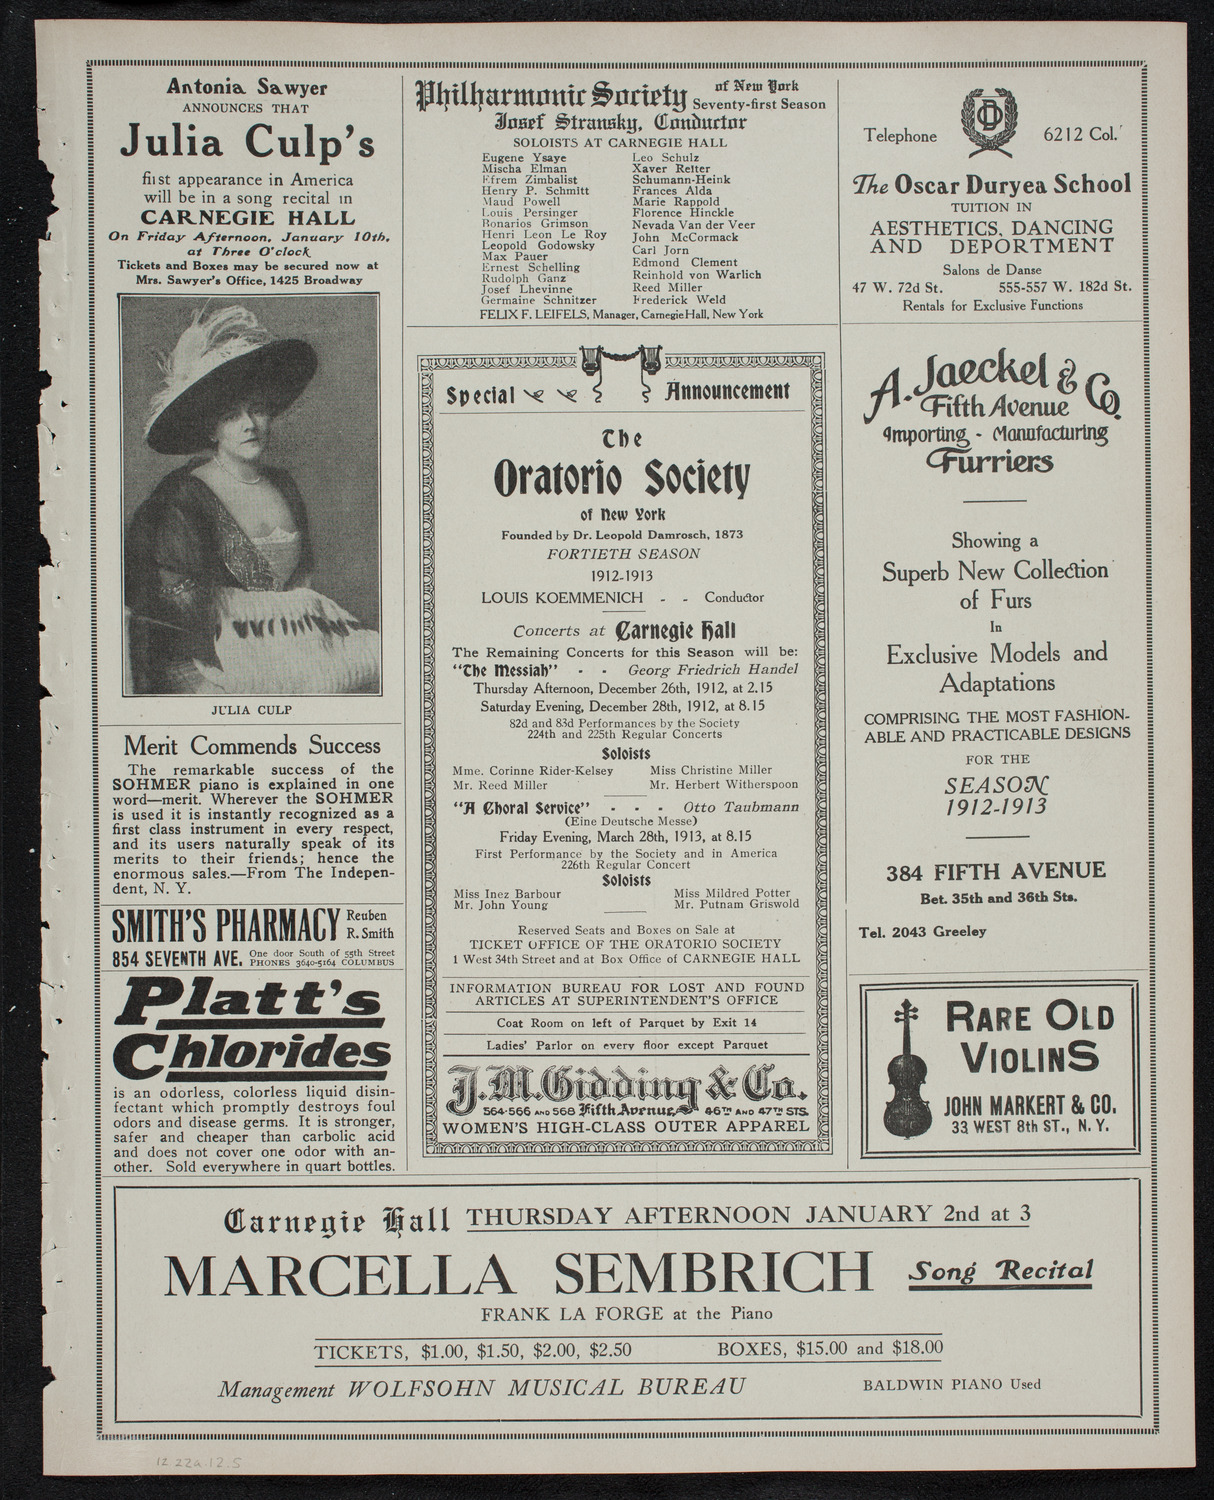 Antonia Sawyer
ANNOUNCES THAT
Julia Culp's
first appearance in America
will be in a song recital in
CARNEGIE HALL
On Friday Afternoon, January 10th,
at Three O'clock
Tickets and Boxes may be secured now at
Mrs. Sawyer's Office, 1425 Broadway
JULIA CULP
Merit Commends Success
The remarkable success of the
SOHMER piano is explained in one
word—merit. Wherever the SOHMER
is used it is instantly recognized as a
first class instrument in every respect,
and its users naturally speak of its
merits to their friends; hence the
enormous sales.—From The Indepen-
dent, N. Y.
SMITH'S PHARMACY Reuben
R. Smith
854 SEVENTH AVE. One door South of 55th Street
PHONES 3640-5164 COLUMBUS
Platt's
Chlorides
is an odorless, colorless liquid disin-
fectant which promptly destroys foul
odors and disease germs. It is stronger,
safer and cheaper than carbolic acid
and does not cover one odor with an-
other. Sold everywhere in quart bottles.
Philharmonic Society of New York
Seventy-first Season
Josef Stransky, Conductor
SOLOISTS AT CARNEGIE HALL
Eugene Ysaye
Mischa Elman
Efrem Zimbalist
Henry P. Schmitt
Maud Powell
Louis Persinger
Bonarios Grimson
Henri Leon Le Roy
Leopold Godowsky
Max Pauer
Ernest Schelling
Rudolph Ganz
Josef Lhevinne
Germaine Schnitzer
Leo Schulz
Xaver Reiter
Schumann-Heink
Frances Alda
Marie Rappold
Florence Hinckle
Nevada Van der Veer
John McCormack
Carl Jorn
Edmond Clement
Reinhold von Warlich
Reed Miller
Frederick Weld
FELIX F. LEIFELS, Manager, Carnegie Hall, New York
Special Announcement
The
Oratorio Society
of New York
Founded by Dr. Leopold Damrosch, 1873
FORTIETH SEASON
1912-1913
LOUIS KOEMMENICH - - Conductor
Concerts at Carnegie Hall
The Remaining Concerts for this Season will be:
"The Messiah" - - Georg Friedrich Handel
Thursday Afternoon, December 26th, 1912, at 2.15
Saturday Evening, December 28th, 1912, at 8.15
82d and 83d Performances by the Society
224th and 225th Regular Concerts
Soloists
Mme. Corinne Rider-Kelsey Miss Christine Miller
Mr. Reed Miller Mr. Herbert Witherspoon
"A Choral Service" - - - Otto Taubmann
(Eine Deutsche Messe)
Friday Evening, March 28th, 1913, at 8.15
First Performance by the Society and in America
226th Regular Concert
Soloists
Miss Inez Barbour Miss Mildred Potter
Mr. John Young Mr. Putnam Griswold
Reserved Seats and Boxes on Sale at
TICKET OFFICE OF THE ORATORIO SOCIETY
1 West 34th Street and at Box Office of CARNEGIE HALL
INFORMATION BUREAU FOR LOST AND FOUND
ARTICLES AT SUPERINTENDENT'S OFFICE
Coat Room on left of Parquet by Exit 14
Ladies' Parlor on every floor except Parquet
J. M. Gidding & Co.
564-566 AND 568 Fifth Avenue 46TH AND 47TH STS.
WOMEN'S HIGH-CLASS OUTER APPAREL
OD
Telephone 6212 Col.
The Oscar Duryea School
TUITION IN
AESTHETICS, DANCING
AND DEPORTMENT
Salons de Danse
47 W. 72d St. 555-557 W. 182d St.
Rentals for Exclusive Functions
A. Jaeckel & Co.
Fifth Avenue
Importing - Manufacturing
Furriers
Showing a
Superb New Collection
of Furs
In
Exclusive Models and
Adaptations
COMPRISING THE MOST FASHION-
ABLE AND PRACTICABLE DESIGNS
FOR THE
SEASON
1912-1913
384 FIFTH AVENUE
Bet. 35th and 36th Sts.
Tel. 2043 Greeley
RARE OLD
VIOLINS
JOHN MARKERT & CO.
33 WEST 8th ST., N. Y.
Carnegie Hall THURSDAY AFTERNOON JANUARY 2nd at 3
MARCELLA SEMBRICH Song Recital
FRANK LA FORGE at the Piano
TICKETS, $1.00, $1.50, $2.00, $2.50 BOXES, $15.00 and $18.00
Management WOLFSOHN MUSICAL BUREAU BALDWIN PIANO Used
12.22a.12.5